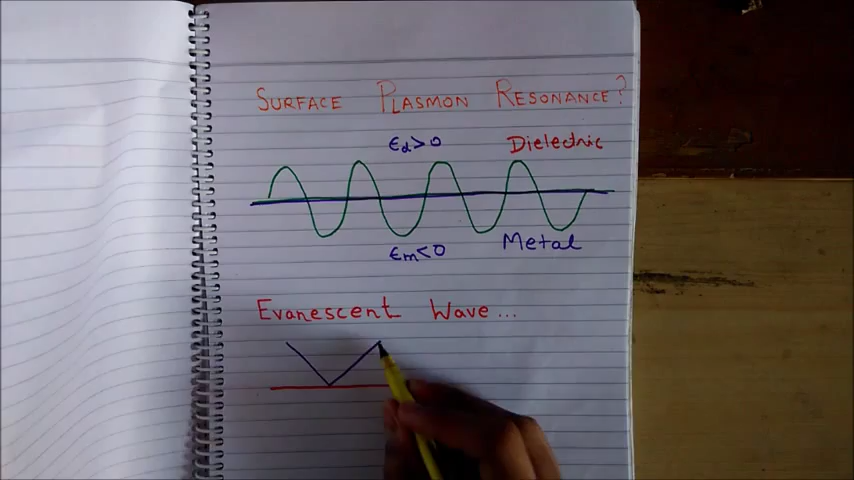 SURFACE PLASMON RESONANCE?
ϵd>0 Dielectric
ϵm<0 Metal
Evanescent Wave...